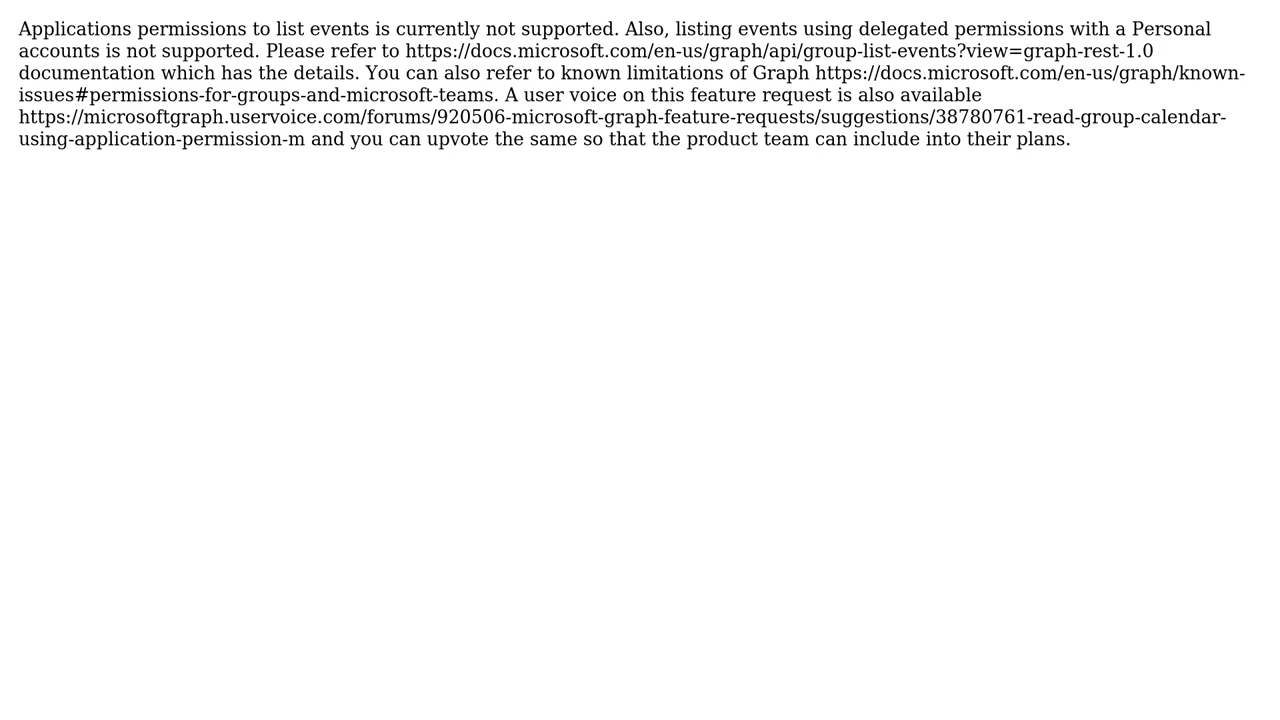 Applications permissions to list events is currently not supported. Also, listing events using delegated permissions with a Personal
accounts is not supported. Please refer to https://docs.microsoft.com/en-us/graph/api/group-list-events?view=graph-rest-1.0
documentation which has the details. You can also refer to known limitations of Graph https://docs.microsoft.com/en-us/graph/known-
issues#permissions-for-groups-and-microsoft-teams. A user voice on this feature request is also available
https://microsoftgraph.uservoice.com/forums/920506-microsoft-graph-feature-requests/suggestions/38780761-read-group-calendar-
using-application-permission-m and you can upvote the same so that the product team can include into their plans.